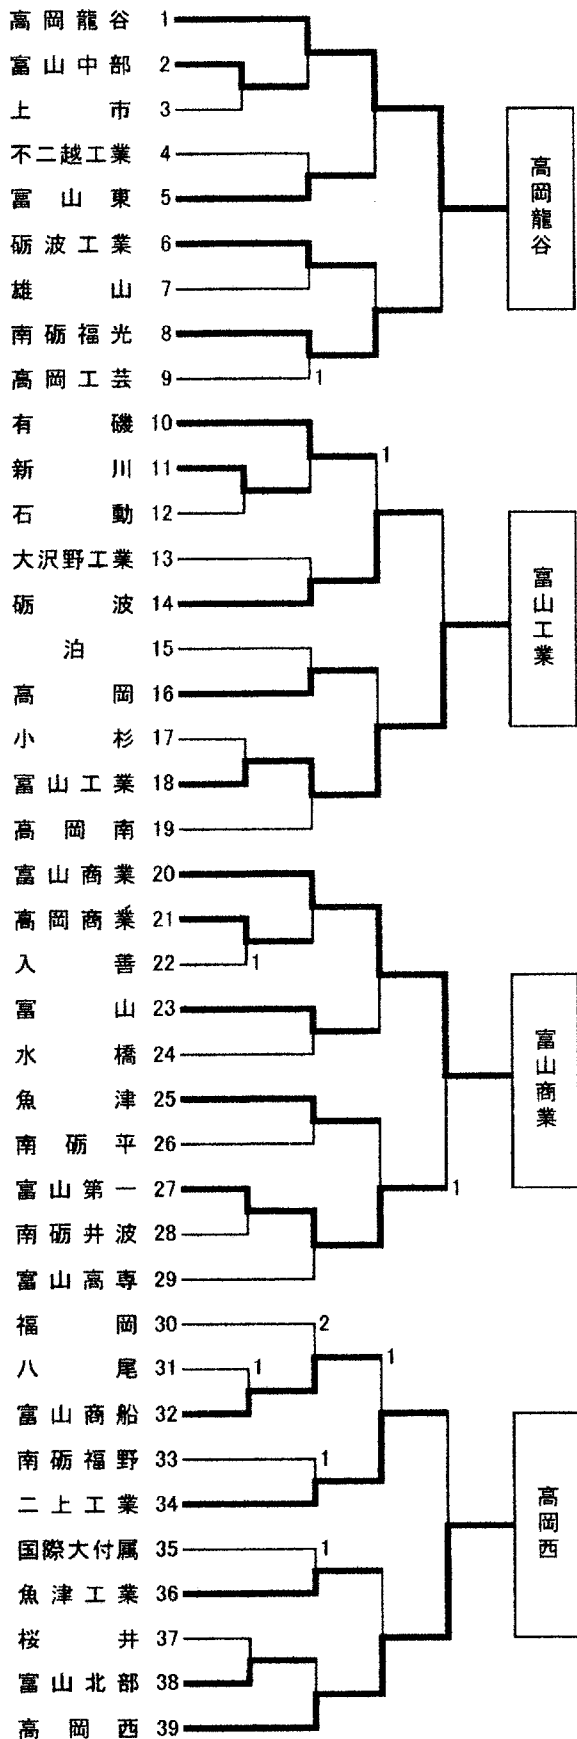 高岡龍谷 1
富山中部 2
上市 3
不二越工業 4
富山東 5
高岡龍谷
砺波工業 6
雄山 7
南砺福光 8
高岡工芸 9 1
有磯 10
1
新川 11
石動 12
大沢野工業 13
砺波 14
富山工業
泊 15
高岡 16
小杉 17
富山工業 18
高岡南 19
富山商業 20
高岡商業 21
入善 22 1
富山 23
水橋 24
富山商業
魚津 25
南砺平 26
富山第一 27 1
南砺井波 28
富山高専 29
福岡 30 2
八尾 31 1 1
富山商船 32
南砺福野 33 1
二上工業 34
高岡西
国際大付属 35 1
魚津工業 36
桜井 37
富山北部 38
高岡西 39